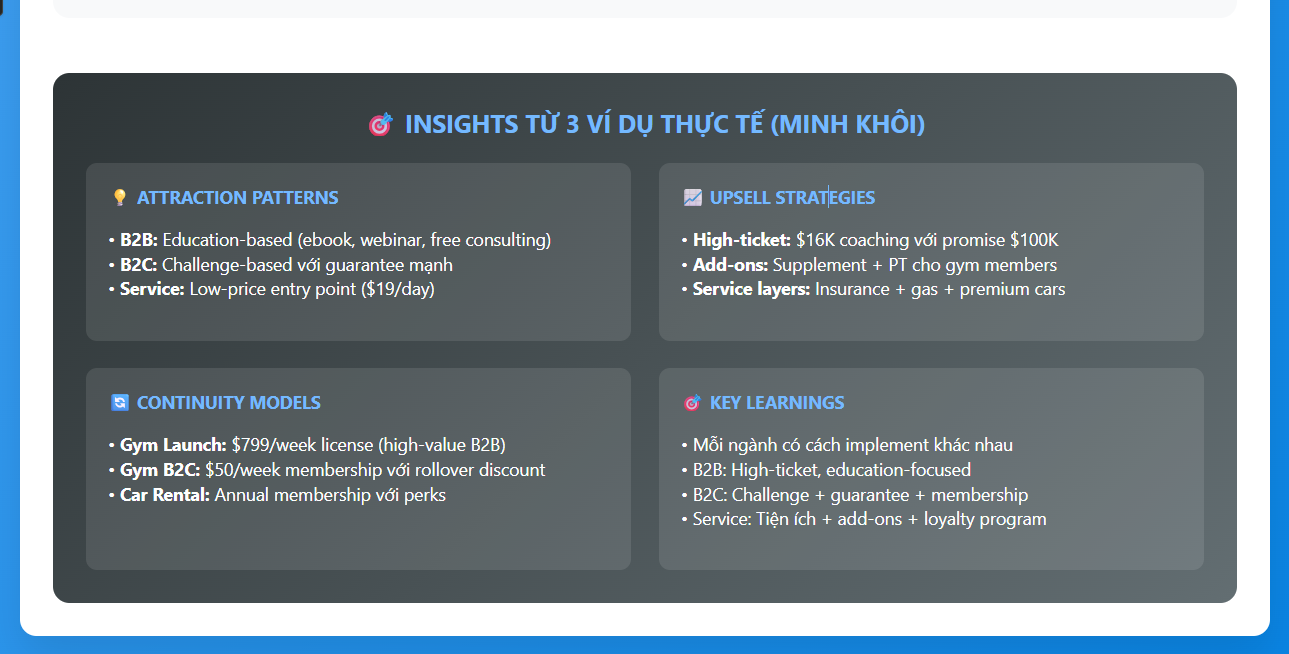 🎯 INSIGHTS TỪ 3 VÍ DỤ THỰC TẾ (MINH KHÔI)
💡 ATTRACTION PATTERNS
• B2B: Education-based (ebook, webinar, free consulting)
• B2C: Challenge-based với guarantee mạnh
• Service: Low-price entry point ($19/day)
📈 UPSELL STRATEGIES
• High-ticket: $16K coaching với promise $100K
• Add-ons: Supplement + PT cho gym members
• Service layers: Insurance + gas + premium cars
🔄 CONTINUITY MODELS
• Gym Launch: $799/week license (high-value B2B)
• Gym B2C: $50/week membership với rollover discount
• Car Rental: Annual membership với perks
🎯 KEY LEARNINGS
• Mỗi ngành có cách implement khác nhau
• B2B: High-ticket, education-focused
• B2C: Challenge + guarantee + membership
• Service: Tiện ích + add-ons + loyalty program